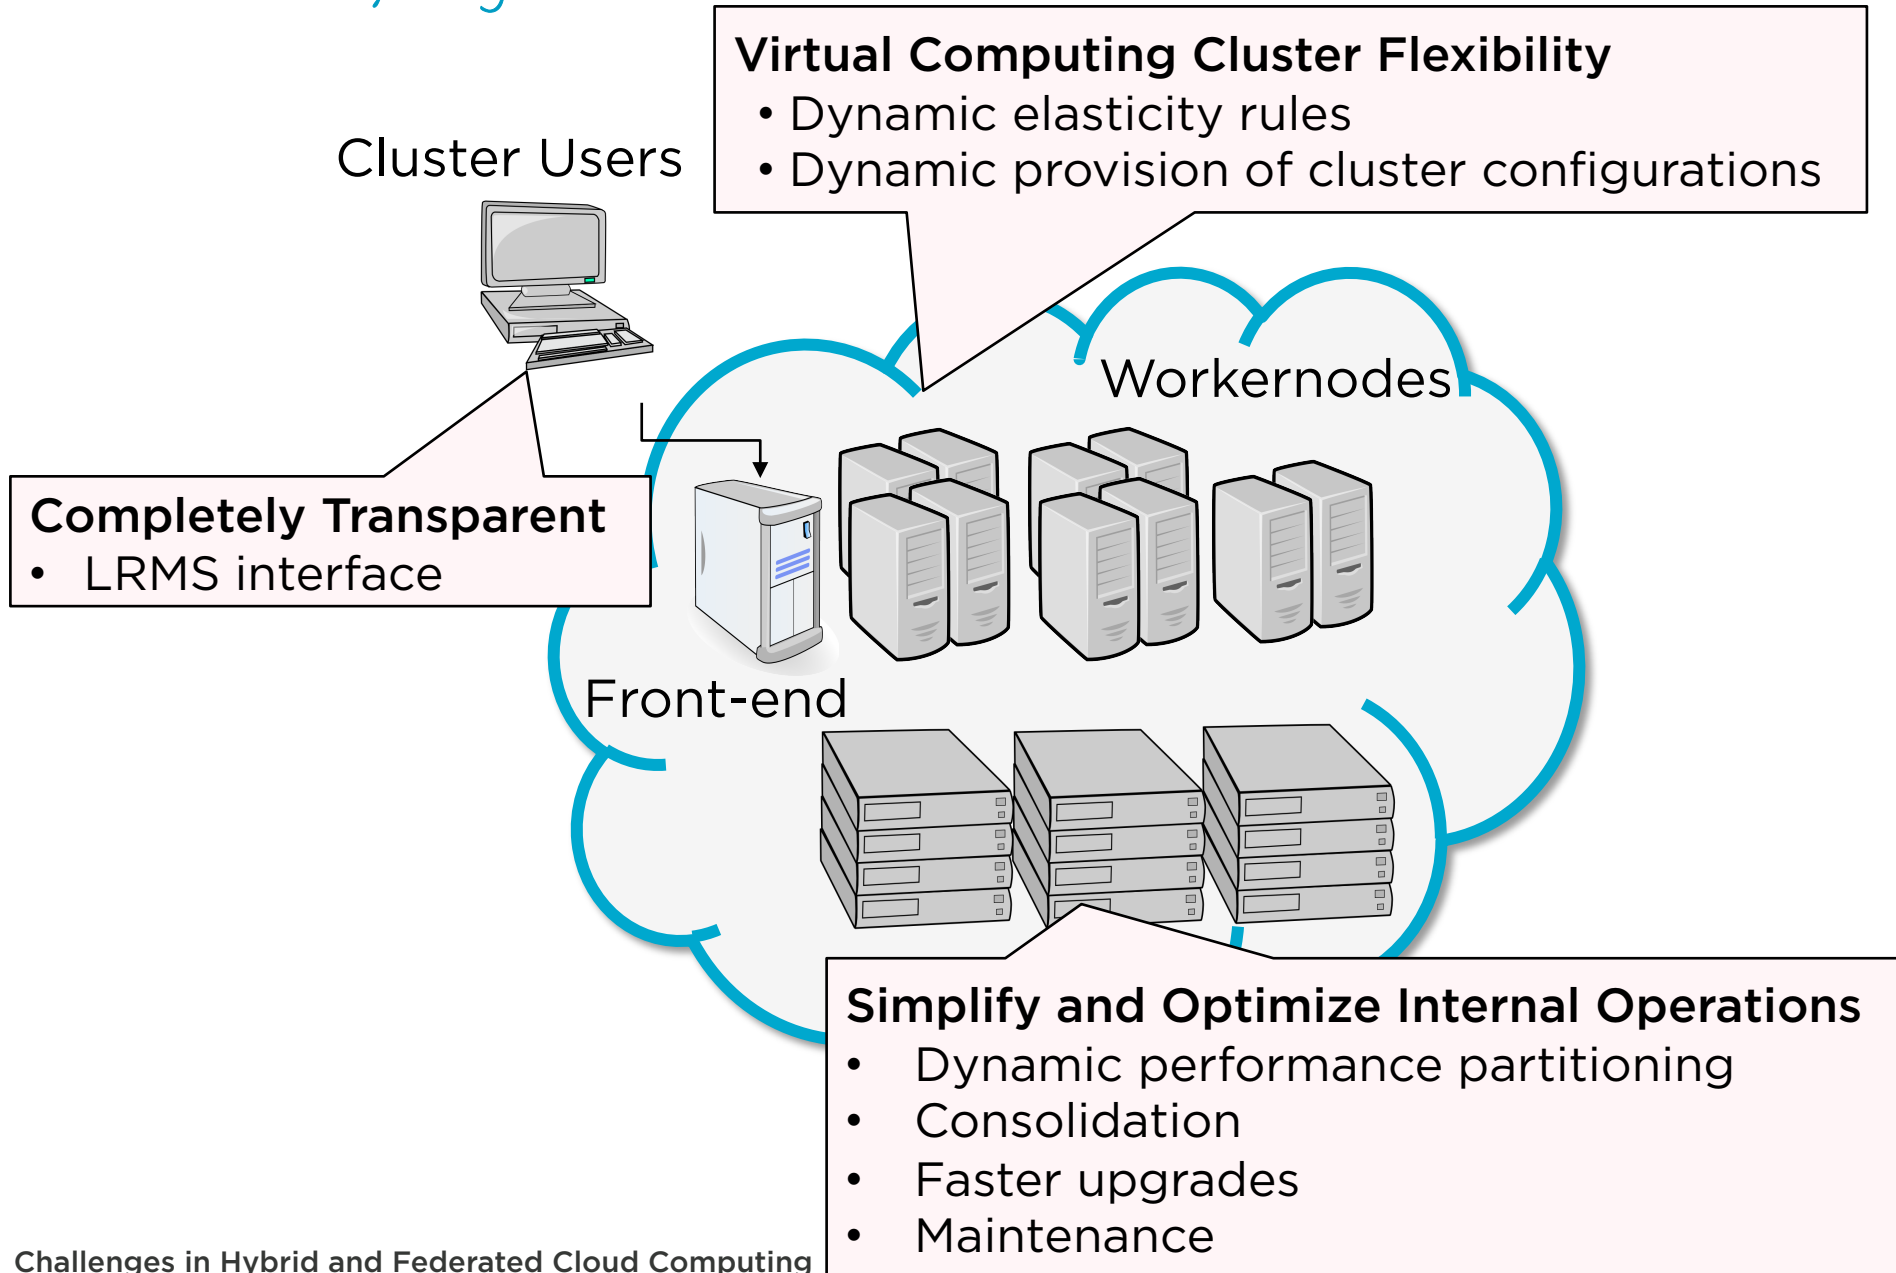 Virtual Computing Cluster Flexibility
• Dynamic elasticity rules
• Dynamic provision of cluster configurations
Cluster Users
Workernodes
Completely Transparent
• LRMS interface
Front-end
Simplify and Optimize Internal Operations
• Dynamic performance partitioning
• Consolidation
• Faster upgrades
• Maintenance
Challenges in Hybrid and Federated Cloud Computing